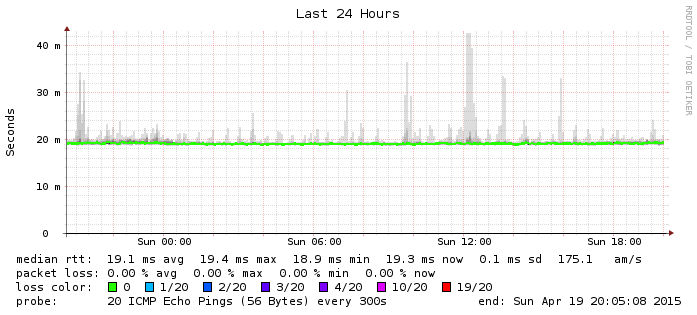 Last 24 Hours
RRDTOOL / TOBI OETIKER
Seconds
40 m
30 m
20 m
10 m
0
Sun 00:00 Sun 06:00 Sun 12:00 Sun 18:00
median rtt: 19.1 ms avg 19.4 ms max 18.9 ms min 19.3 ms now 0.1 ms sd 175.1 am/s
packet loss: 0.00 % avg 0.00 % max 0.00 % min 0.00 % now
loss color: 0 1/20 2/20 3/20 4/20 10/20 19/20
probe: 20 ICMP Echo Pings (56 Bytes) every 300s end: Sun Apr 19 20:05:08 2015